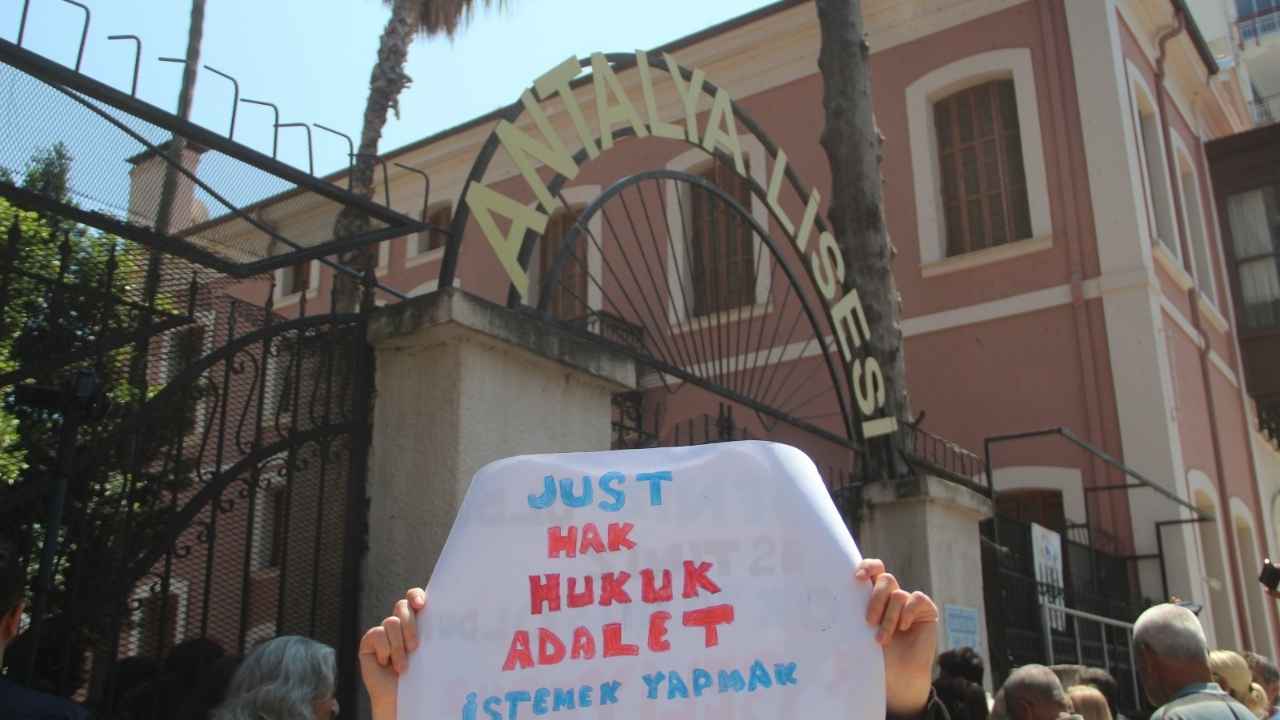 ANTALYA LİSESİ
JUST
HAK
HUKUK
ADALET
İSTEMEK YAPMAK